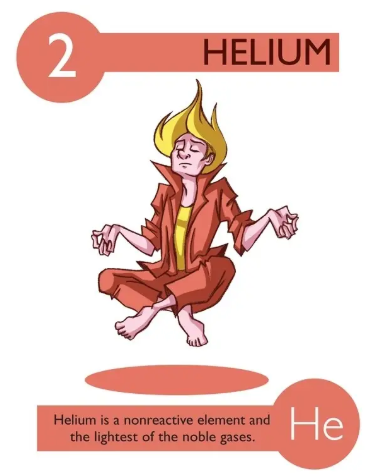 2
HELIUM
Helium is a nonreactive element and
the lightest of the noble gases.
He